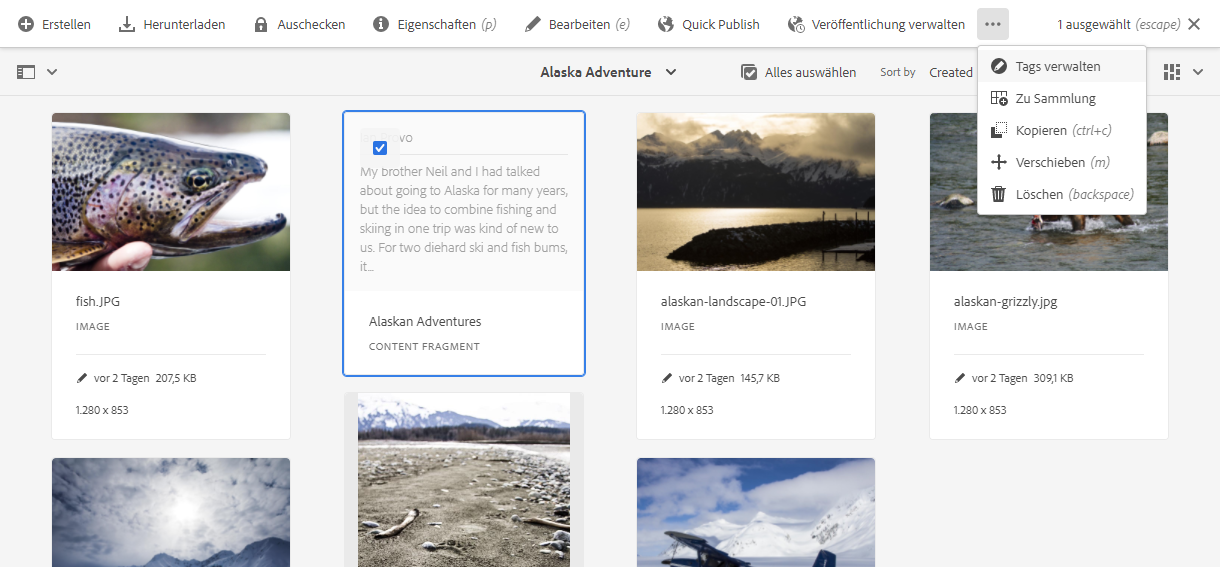 Erstellen Herunterladen Auschecken Eigenschaften (p) Bearbeiten (e) Quick Publish Veröffentlichung verwalten 1 ausgewählt (escape)
Alaska Adventure Alles auswählen Sort by Created
Tags verwalten
Zu Sammlung
Kopieren (ctrl+c)
Verschieben (m)
Löschen (backspace)
fish.JPG
IMAGE
vor 2 Tagen 207,5 KB
1.280 x 853
My brother Neil and I had talked
about going to Alaska for many years,
but the idea to combine fishing and
skiing in one trip was kind of new to
us. For two diehard ski and fish bums,
it...
Alaskan Adventures
CONTENT FRAGMENT
alaskan-landscape-01.JPG
IMAGE
vor 2 Tagen 145,7 KB
1.280 x 853
alaskan-grizzly.jpg
IMAGE
vor 2 Tagen 309,1 KB
1.280 x 853